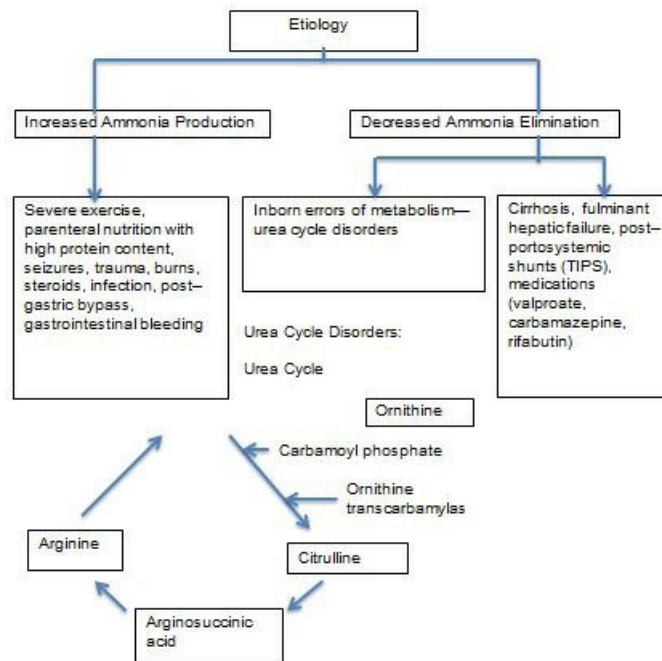 Etiology
Increased Ammonia Production
Decreased Ammonia Elimination
Severe exercise,
parenteral nutrition with
high protein content,
seizures, trauma, burns,
steroids, infection, post–
gastric bypass,
gastrointestinal bleeding
Inborn errors of metabolism—
urea cycle disorders
Cirrhosis, fulminant
hepatic failure, post–
portosystemic
shunts (TIPS),
medications
(valproate,
carbamazepine,
rifabutin)
Urea Cycle Disorders:
Urea Cycle
Ornithine
Carbamoyl phosphate
Ornithine
transcarbamylas
Arginine
Citrulline
Arginosuccinic
acid